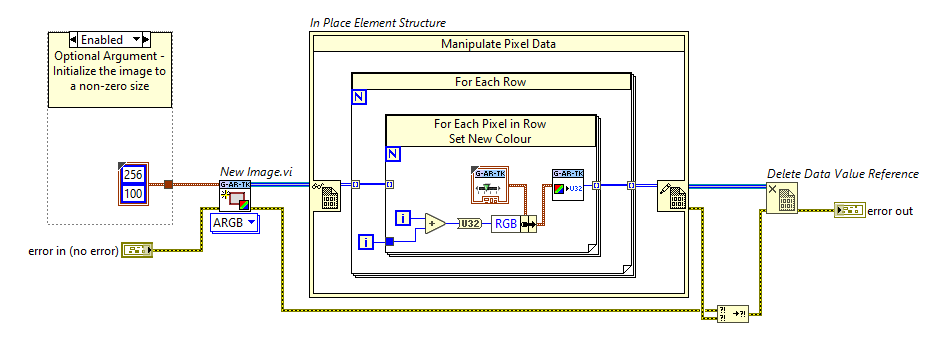 In Place Element Structure
Enabled
Optional Argument -
Initialize the image to
a non-zero size
Manipulate Pixel Data
For Each Row
N
For Each Pixel in Row
Set New Colour
N
256
100
New Image.vi
G-AR-TK
ARGB
G-AR-TK
G-AR-TK
U32
i
i
U32
RGB
Delete Data Value Reference
error out
error in (no error)
?!
?!
?!